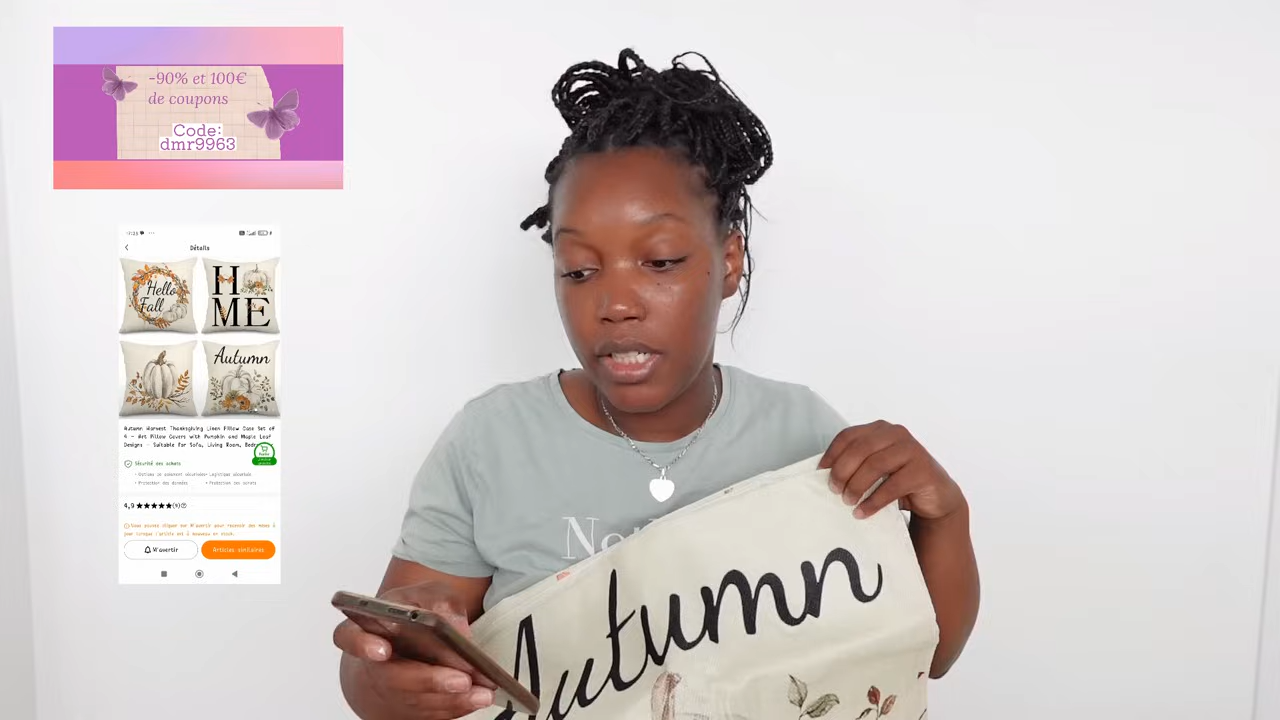 -90% et 100€
de coupons
Code:
dmr9963
Détails
Hello
Fall
H
ME
Autumn
Autumn Harvest Thanksgiving Linen Pillow Case Set of
4 - Art Pillow Covers with Pumpkin and Maple Leaf
Designs - Suitable for Sofa, Living Room,
Sécurité des achats
4,9 ★★★★★
M'avertir
Articles similaires
Autumn